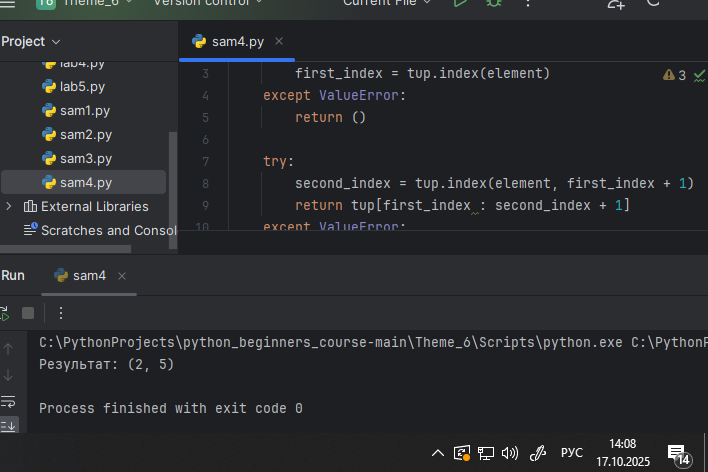 Theme_6 Version control Current File
Project
sam4.py
lab4.py
lab5.py
sam1.py
sam2.py
sam3.py
sam4.py
External Libraries
Scratches and Consol
3 first_index = tup.index(element)
4 except ValueError:
5 return ()
6
7 try:
8 second_index = tup.index(element, first_index + 1)
9 return tup[first_index : second_index + 1]
10 except ValueError:
3
Run sam4
C:\PythonProjects\python_beginners_course-main\Theme_6\Scripts\python.exe C:\PythonP
Результат: (2, 5)
Process finished with exit code 0
РУС
14:08
17.10.2025
14